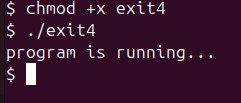 $ chmod +x exit4
$ ./exit4
program is running...
$